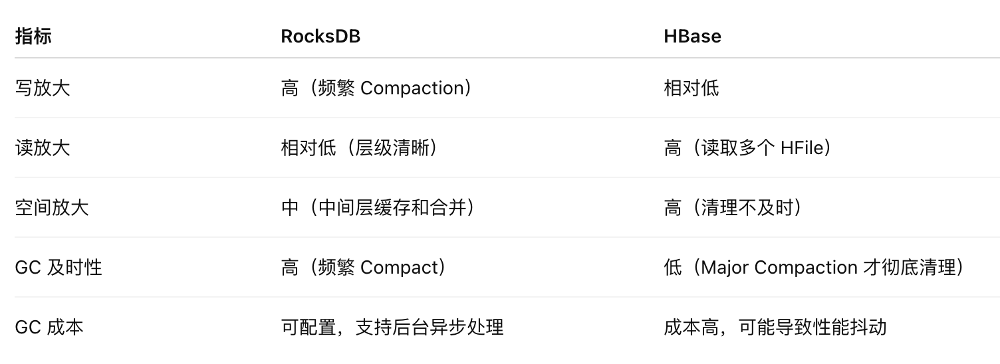 指标 RocksDB HBase
写放大 高（频繁 Compaction） 相对低
读放大 相对低（层级清晰） 高（读取多个 HFile）
空间放大 中（中间层缓存和合并） 高（清理不及时）
GC 及时性 高（频繁 Compact） 低（Major Compaction 才彻底清理）
GC 成本 可配置，支持后台异步处理 成本高，可能导致性能抖动